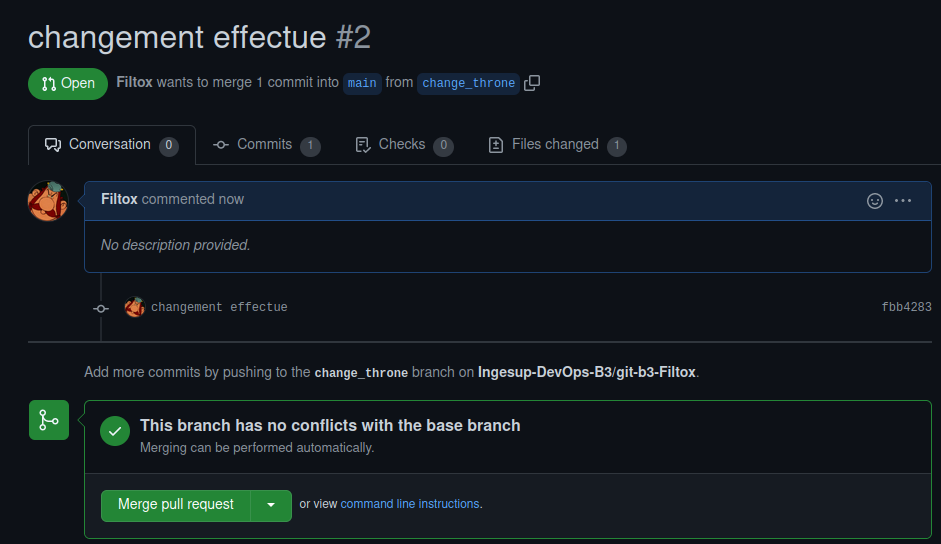 changement effectue #2
Open Filtox wants to merge 1 commit into main from change_throne
Conversation 0 Commits 1 Checks 0 Files changed 1
Filtox commented now
No description provided.
changement effectue fbb4283
Add more commits by pushing to the change_throne branch on Ingesup-DevOps-B3/git-b3-Filtox.
This branch has no conflicts with the base branch
Merging can be performed automatically.
Merge pull request or view command line instructions.